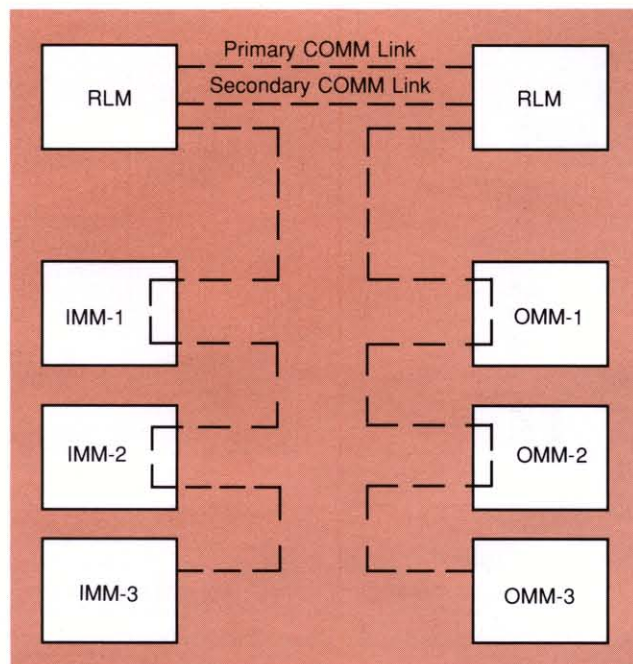 Primary COMM Link
Secondary COMM Link
RLM
RLM
IMM-1
OMM-1
IMM-2
OMM-2
IMM-3
OMM-3